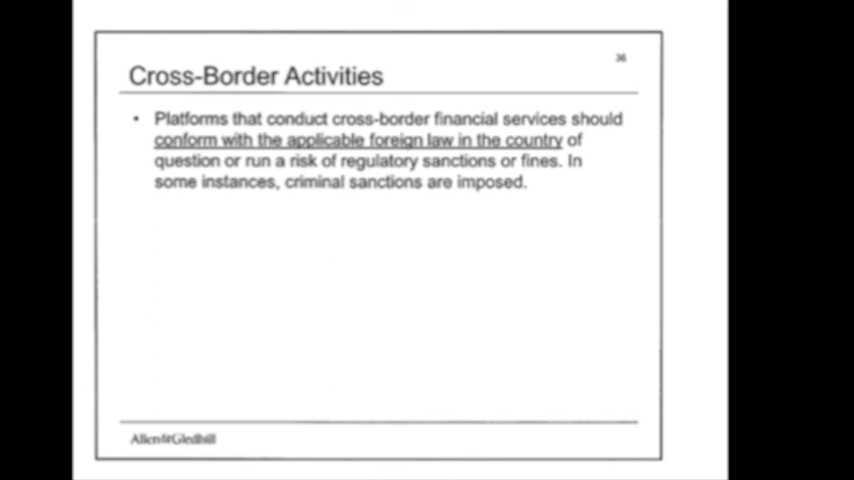 36
Cross-Border Activities
• Platforms that conduct cross-border financial services should
conform with the applicable foreign law in the country of
question or run a risk of regulatory sanctions or fines. In
some instances, criminal sanctions are imposed.
Allen&Gledhill